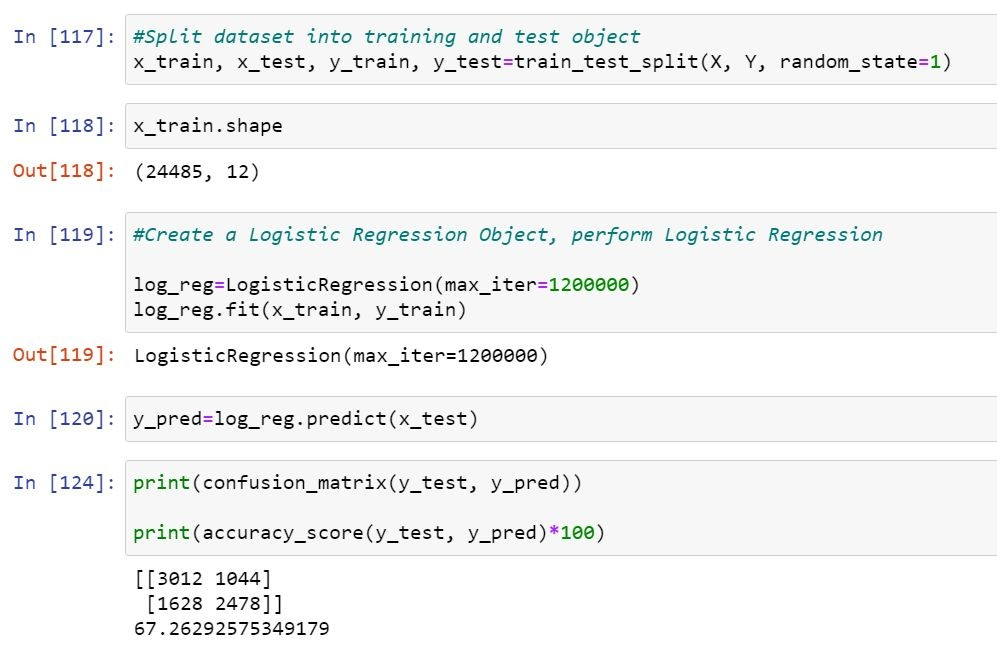 In [117]: #Split dataset into training and test object
x_train, x_test, y_train, y_test=train_test_split(X, Y, random_state=1)
In [118]: x_train.shape
Out[118]: (24485, 12)
In [119]: #Create a Logistic Regression Object, perform Logistic Regression
log_reg=LogisticRegression(max_iter=1200000)
log_reg.fit(x_train, y_train)
Out[119]: LogisticRegression(max_iter=1200000)
In [120]: y_pred=log_reg.predict(x_test)
In [124]: print(confusion_matrix(y_test, y_pred))
print(accuracy_score(y_test, y_pred)*100)
[[3012 1044]
[1628 2478]]
67.26292575349179